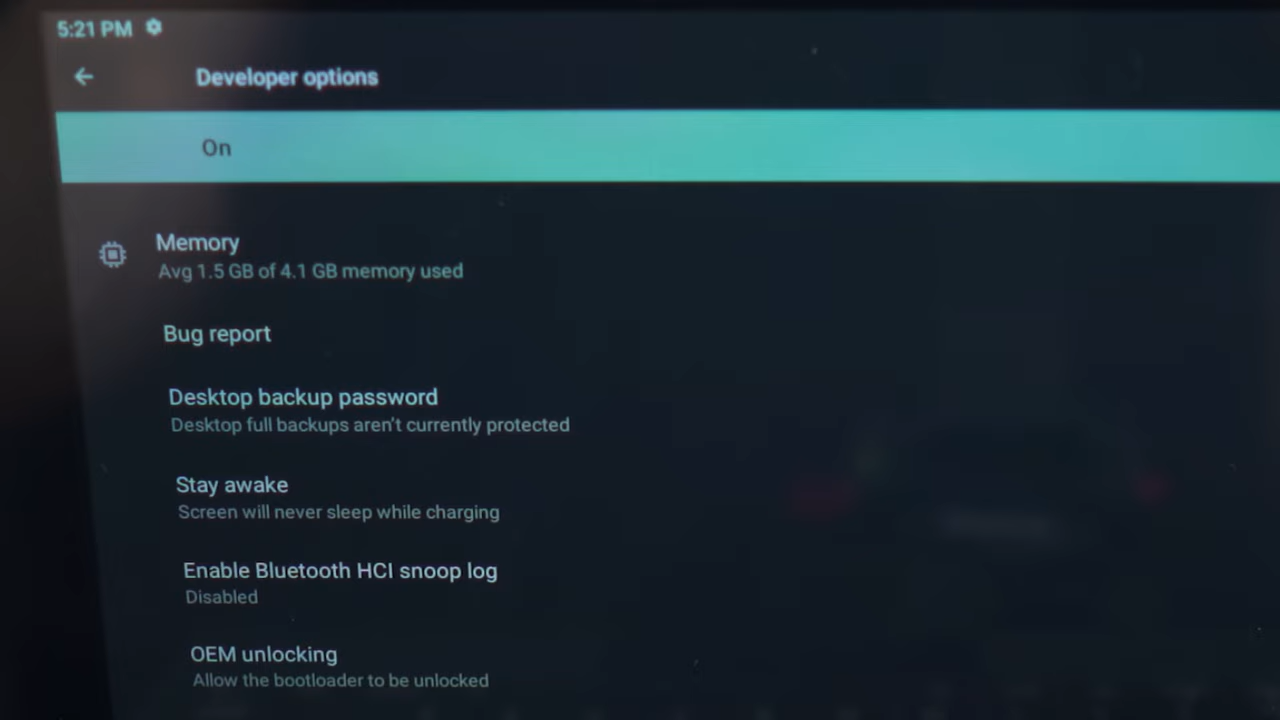 5:21 PM
Developer options
On
Memory
Avg 1.5 GB of 4.1 GB memory used
Bug report
Desktop backup password
Desktop full backups aren't currently protected
Stay awake
Screen will never sleep while charging
Enable Bluetooth HCI snoop log
Disabled
OEM unlocking
Allow the bootloader to be unlocked